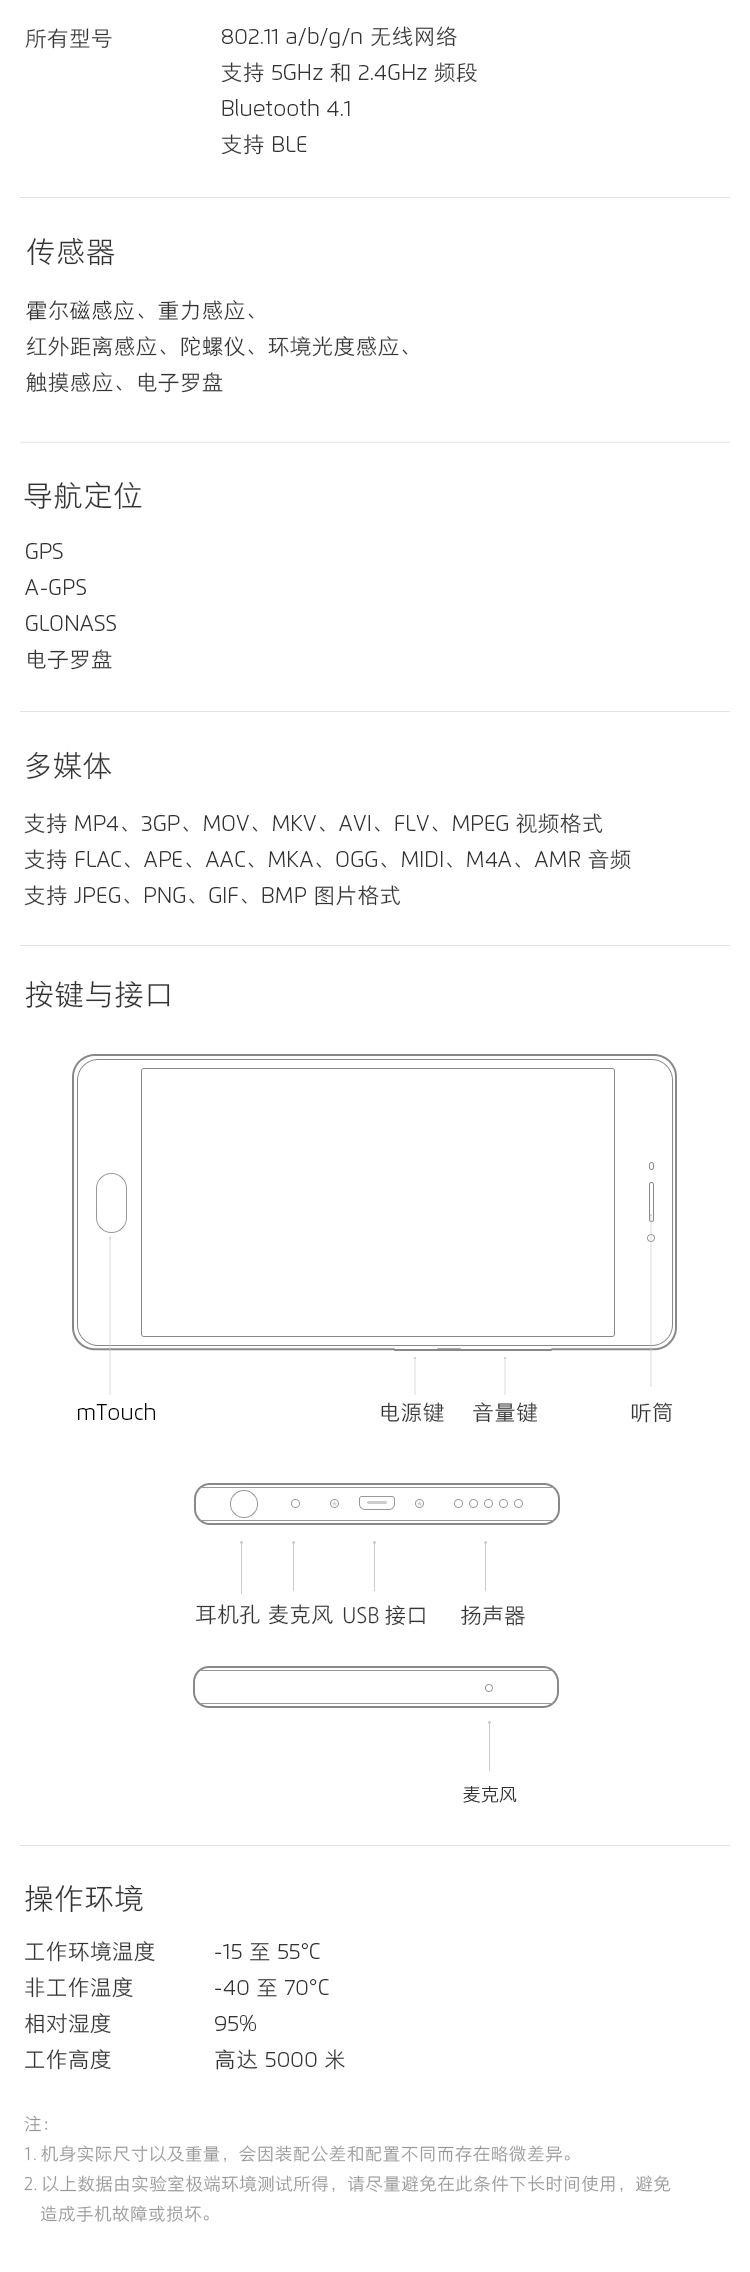 所有型号
802.11 a/b/g/n 无线网络
支持 5GHz 和 2.4GHz 频段
Bluetooth 4.1
支持 BLE
传感器
霍尔磁感应、重力感应、
红外距离感应、陀螺仪、环境光度感应、
触摸感应、电子罗盘
导航定位
GPS
A-GPS
GLONASS
电子罗盘
多媒体
支持 MP4、3GP、MOV、MKV、AVI、FLV、MPEG 视频格式
支持 FLAC、APE、AAC、MKA、OGG、MIDI、M4A、AMR 音频
支持 JPEG、PNG、GIF、BMP 图片格式
按键与接口
mTouch 电源键 音量键 听筒
耳机孔 麦克风 USB 接口 扬声器
麦克风
操作环境
工作环境温度 -15 至 55°C
非工作温度 -40 至 70°C
相对湿度 95%
工作高度 高达 5000 米
注：
1. 机身实际尺寸以及重量，会因装配公差和配置不同而存在略微差异。
2. 以上数据由实验室极端环境测试所得，请尽量避免在此条件下长时间使用，避免
造成手机故障或损坏。